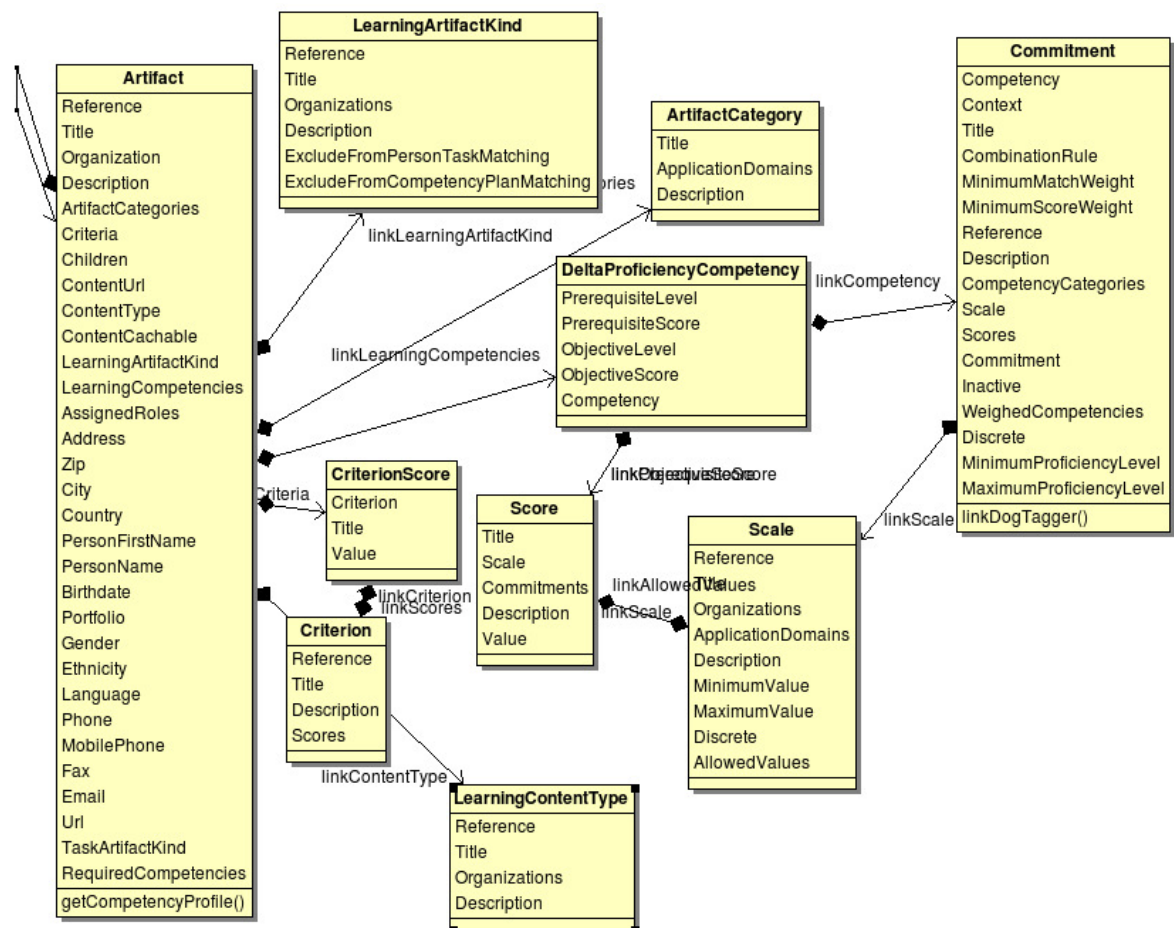 LearningArtifactKind
Reference
Title
Organizations
Description
ExcludeFromPersonTaskMatching
ExcludeFromCompetencyPlanMatching
Artifact
Reference
Title
Organization
Description
ArtifactCategories
Criteria
Children
ContentUrl
ContentType
ContentCachable
LearningArtifactKind
LearningCompetencies
AssignedRoles
Address
Zip
City
Country
PersonFirstName
PersonName
Birthdate
Portfolio
Gender
Ethnicity
Language
Phone
MobilePhone
Fax
Email
Url
TaskArtifactKind
RequiredCompetencies
getCompetencyProfile()
ArtifactCategory
Title
ApplicationDomains
Description
Commitment
Competency
Context
Title
CombinationRule
MinimumMatchWeight
MinimumScoreWeight
Reference
Description
CompetencyCategories
Scale
Scores
Commitment
Inactive
WeighedCompetencies
Discrete
MinimumProficiencyLevel
MaximumProficiencyLevel
linkDogTagger()
linkLearningArtifactKind
DeltaProficiencyCompetency
PrerequisiteLevel
PrerequisiteScore
ObjectiveLevel
ObjectiveScore
Competency
linkCompetency
linkLearningCompetencies
Criteria
CriterionScore
Criterion
Title
Value
linkCriterion
linkScores
Score
Title
Scale
Commitments
Description
Value
linkAllowedValues
linkScale
linkScale
Scale
Reference
Title
Organizations
ApplicationDomains
Description
MinimumValue
MaximumValue
Discrete
AllowedValues
Criterion
Reference
Title
Description
Scores
linkContentType
LearningContentType
Reference
Title
Organizations
Description